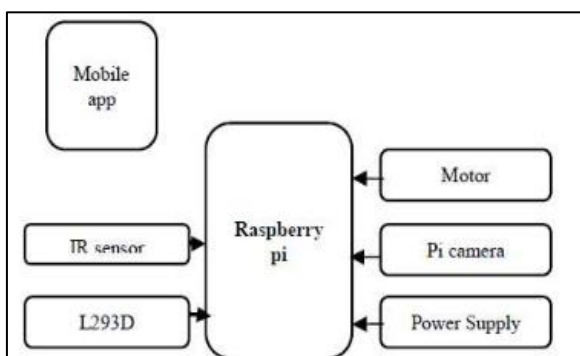 Mobile
app
Raspberry
pi
IR sensor
L293D
Motor
Pi camera
Power Supply